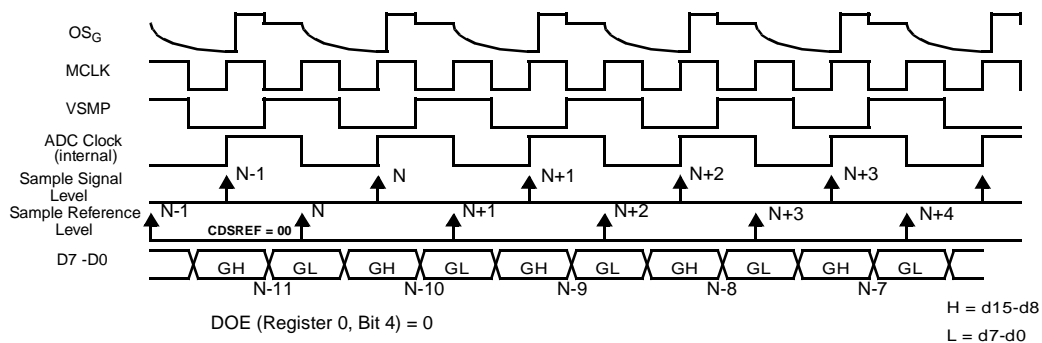 OSG
MCLK
VSMP
ADC Clock
(internal)
Sample Signal
Level
N-1 N N+1 N+2 N+3
Sample Reference
Level
N-1 N N+1 N+2 N+3 N+4
CDSREF = 00
D7 -D0
GH GL GH GL GH GL GH GL GH GL
N-11 N-10 N-9 N-8 N-7
DOE (Register 0, Bit 4) = 0
H = d15-d8
L = d7-d0